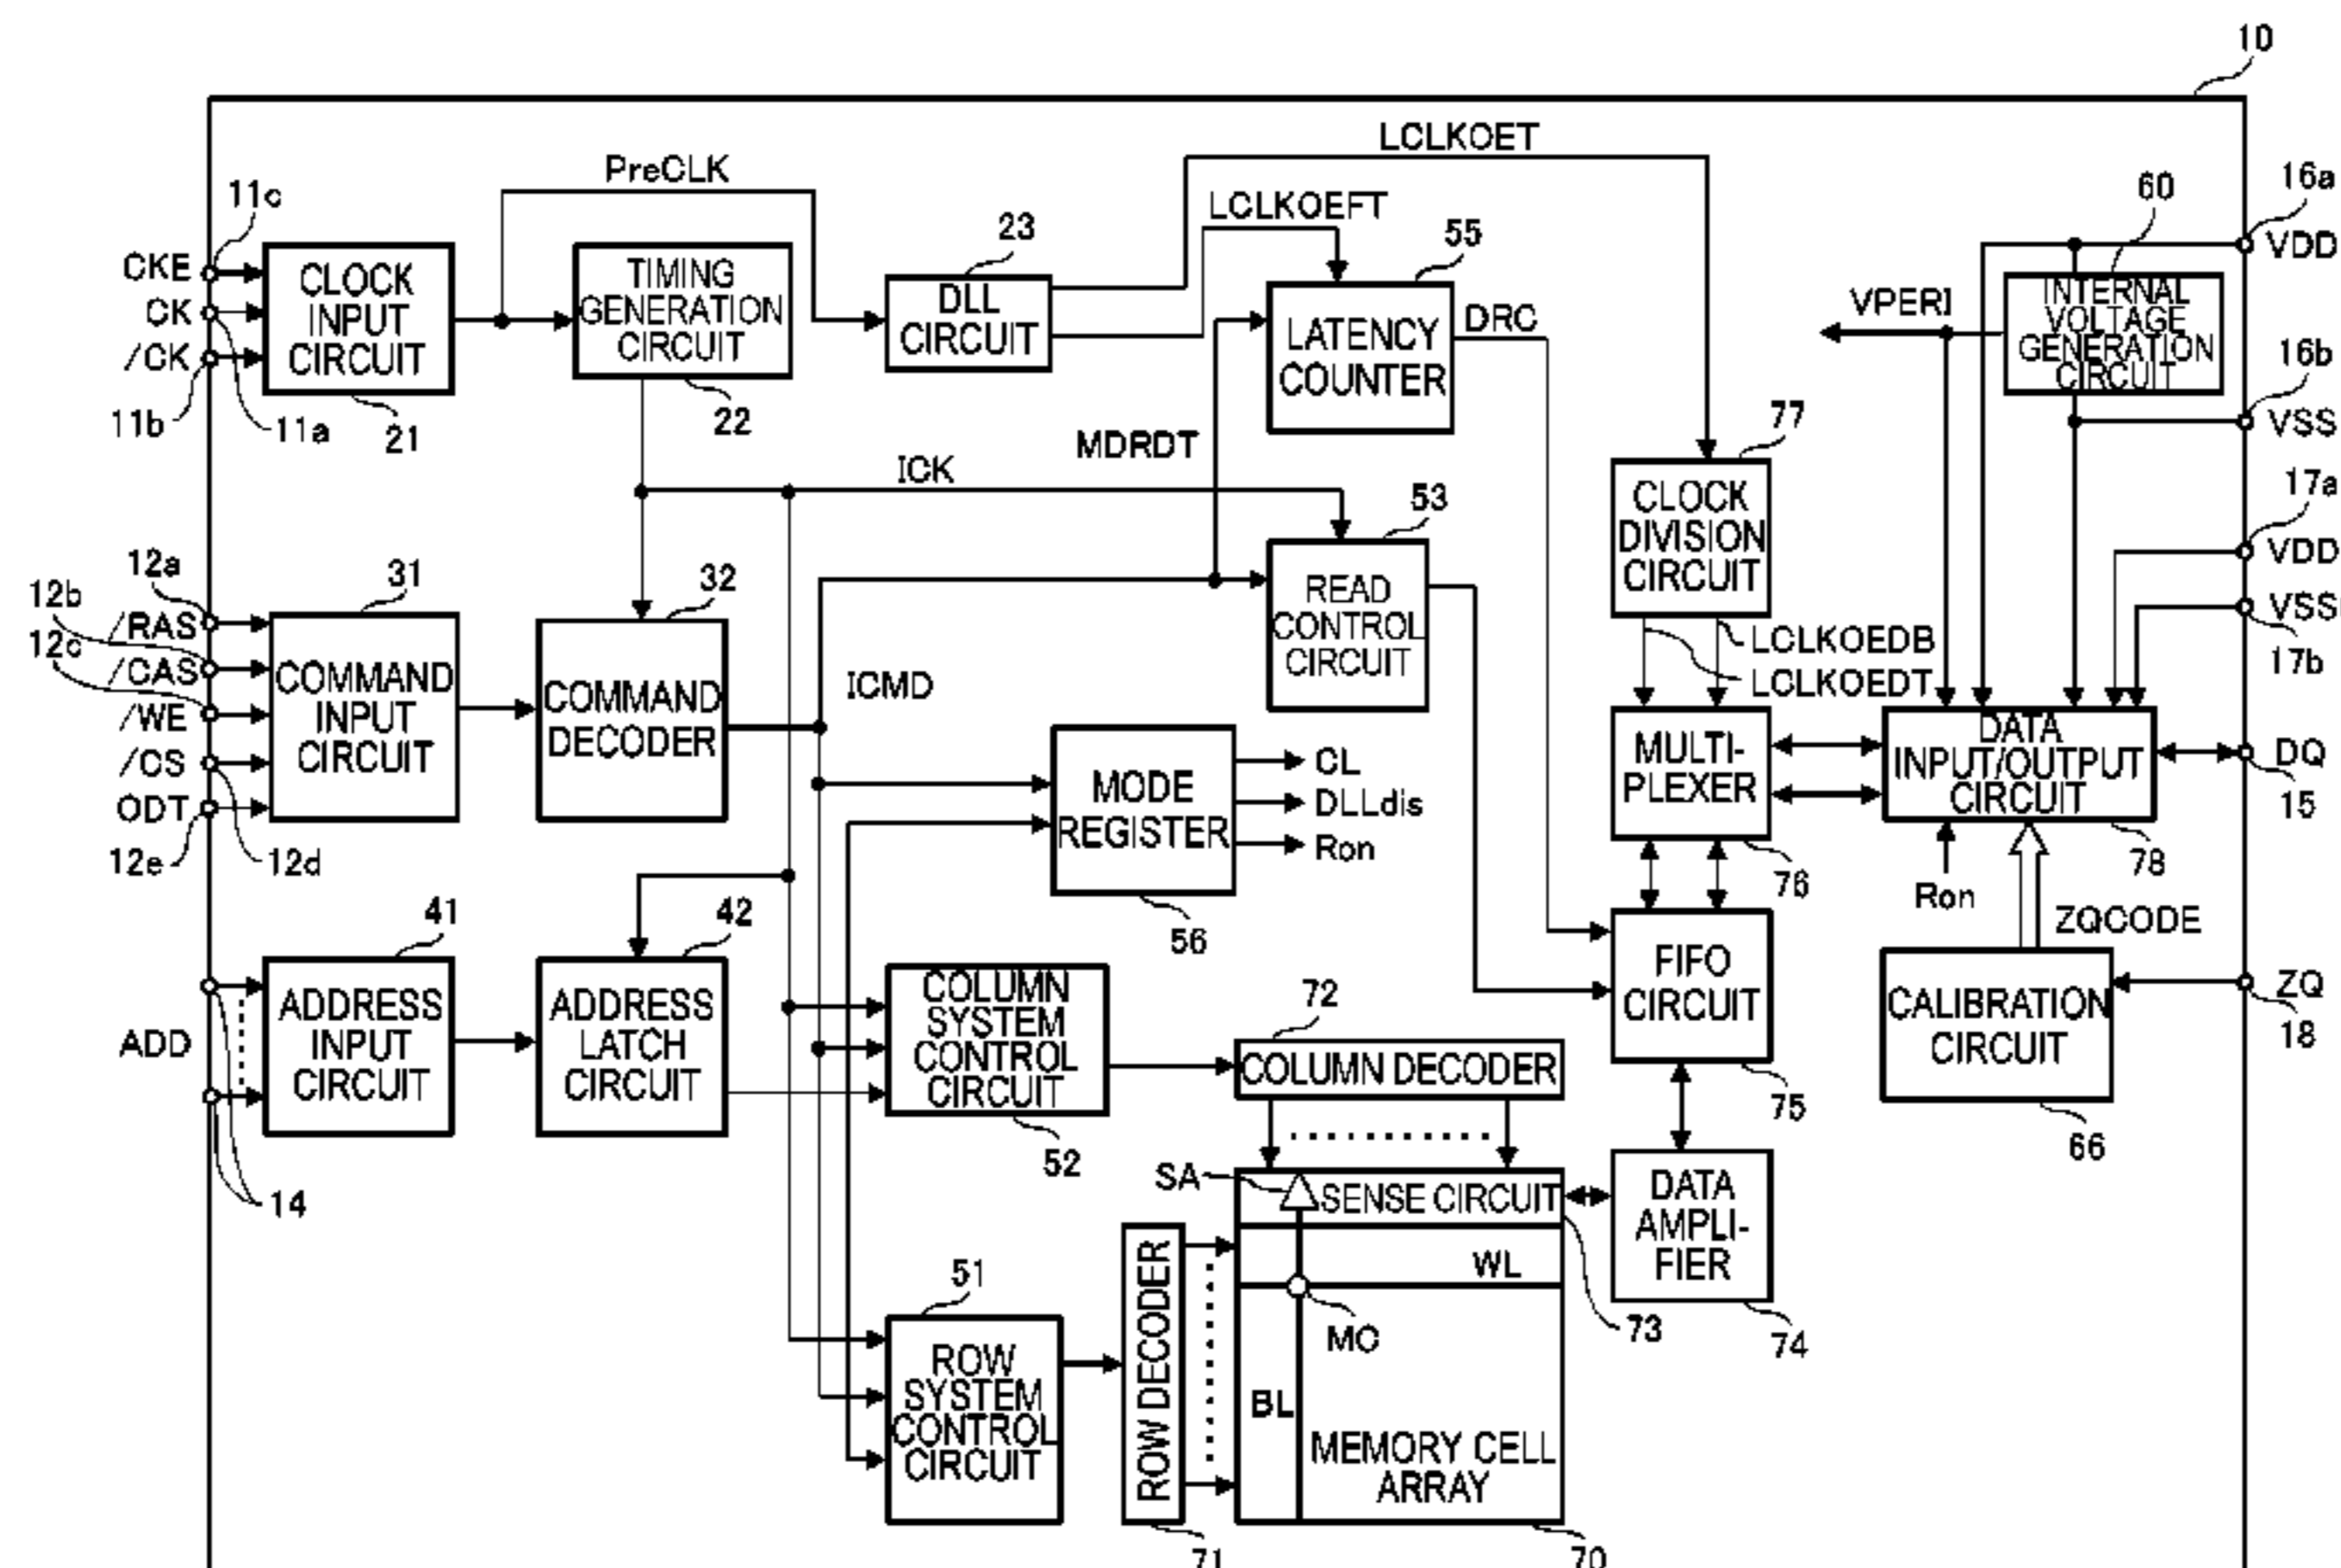 10
LCLKOET
PreCLK
11c
LCLKOEFT
60
16a
CKE
CK
/CK
CLOCK
INPUT
CIRCUIT
TIMING
GENERATION
CIRCUIT
23
DLL
CIRCUIT
55
LATENCY
COUNTER
DRC
VPERI
INTERNAL
VOLTAGE
GENERATION
CIRCUIT
VDD
16b
VSS
11b
11a
21
22
MDRDT
77
ICK
53
17a
CLOCK
DIVISION
CIRCUIT
VDD
12a
12b
12c
31
32
READ
CONTROL
CIRCUIT
VSS
17b
/RAS
/CAS
/WE
/CS
ODT
COMMAND
INPUT
CIRCUIT
COMMAND
DECODER
ICMD
LCLKOEDB
LCLKOEDT
MODE
REGISTER
CL
DLLdis
Ron
MULTI-
PLEXER
DATA
INPUT/OUTPUT
CIRCUIT
DQ
15
12e
12d
56
76
Ron
78
ZQCODE
41
42
ADD
ADDRESS
INPUT
CIRCUIT
ADDRESS
LATCH
CIRCUIT
COLUMN
SYSTEM
CONTROL
CIRCUIT
72
COLUMN DECODER
FIFO
CIRCUIT
CALIBRATION
CIRCUIT
ZQ
18
14
52
75
66
SA
SENSE CIRCUIT
DATA
AMPLI-
FIER
WL
51
MC
73
74
ROW
SYSTEM
CONTROL
CIRCUIT
ROW DECODER
BL
MEMORY CELL
ARRAY
71
70